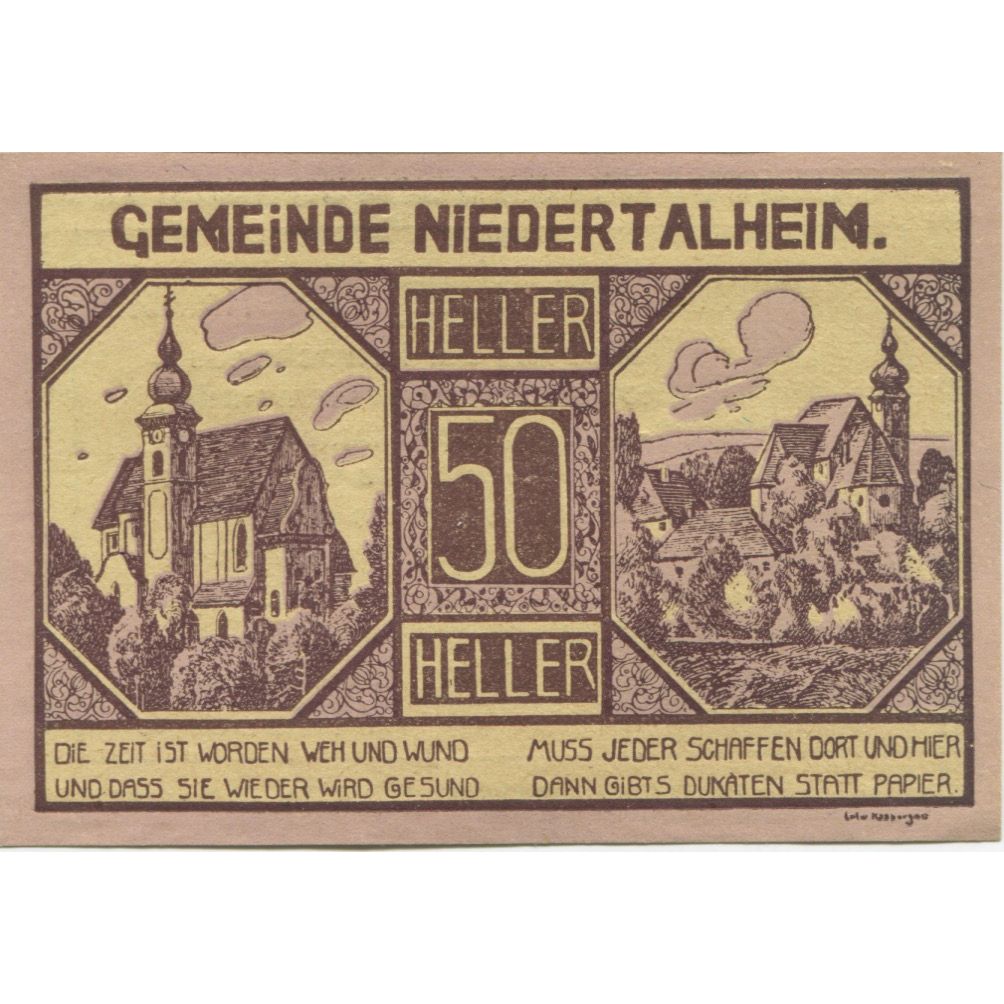 GEMEiNDE NiEDERTALHEiM.
HELLER
50
HELLER
DiE ZEIT iST WORDEN WEH UND WUND
UND DASS SIE WIEDER WiRD GESUND
MUSS JEDER SCHAFFEN DORT UND HIER
DANN GiBTS DUKATEN STATT PAPIER.